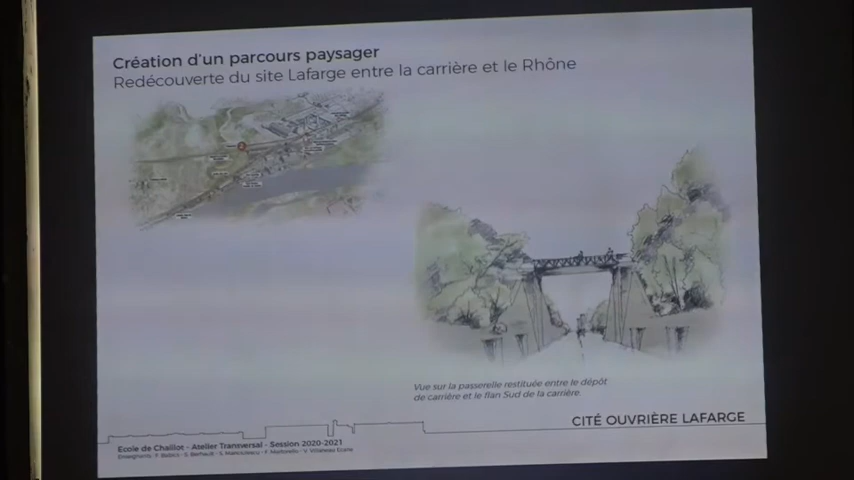 Création d'un parcours paysager
Redécouverte du site Lafarge entre la carrière et le Rhône
2
Vue sur la passerelle restituée entre le dépôt
de carrière et le flan Sud de la carrière.
CITÉ OUVRIÈRE LAFARGE
Ecole de Chaillot - Atelier Transversal - Session 2020-2021